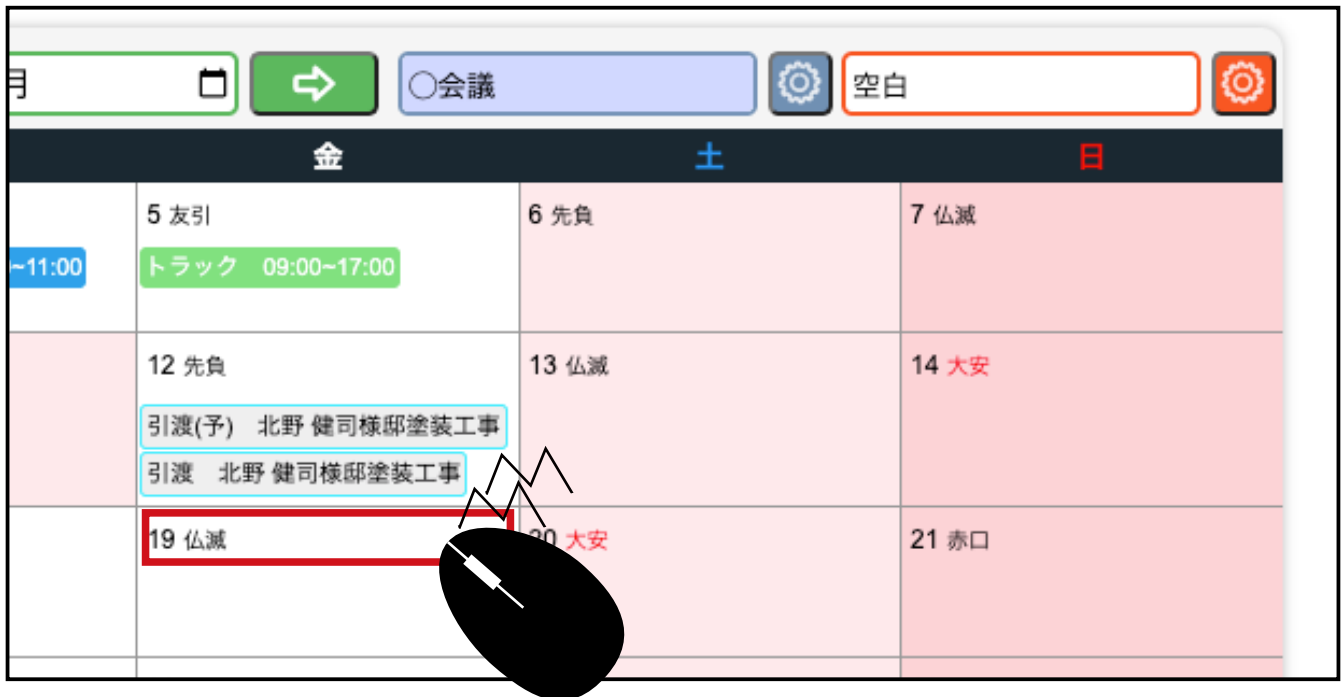 月 ○会議 空白
金 土 日
5 友引 6 先負 7 仏滅
~11:00 トラック 09:00~17:00
12 先負 13 仏滅 14 大安
引渡(予) 北野 健司様邸塗装工事
引渡 北野 健司様邸塗装工事
19 仏滅 20 大安 21 赤口